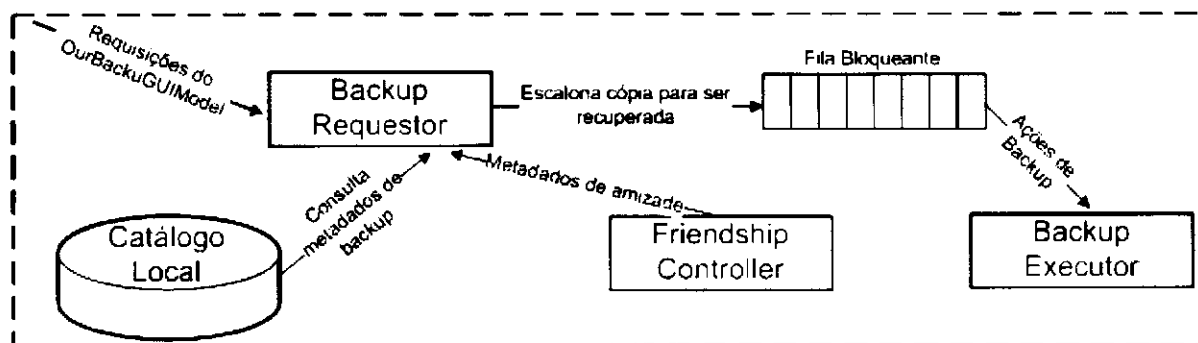 Requisições do
OurBackuGUIModel
Backup
Requestor
Escalona cópia para ser
recuperada
Fila Bloqueante
Ações de
Backup
Consulta
metadados de
backup
Metadados de amizade
Catálogo
Local
Friendship
Controller
Backup
Executor